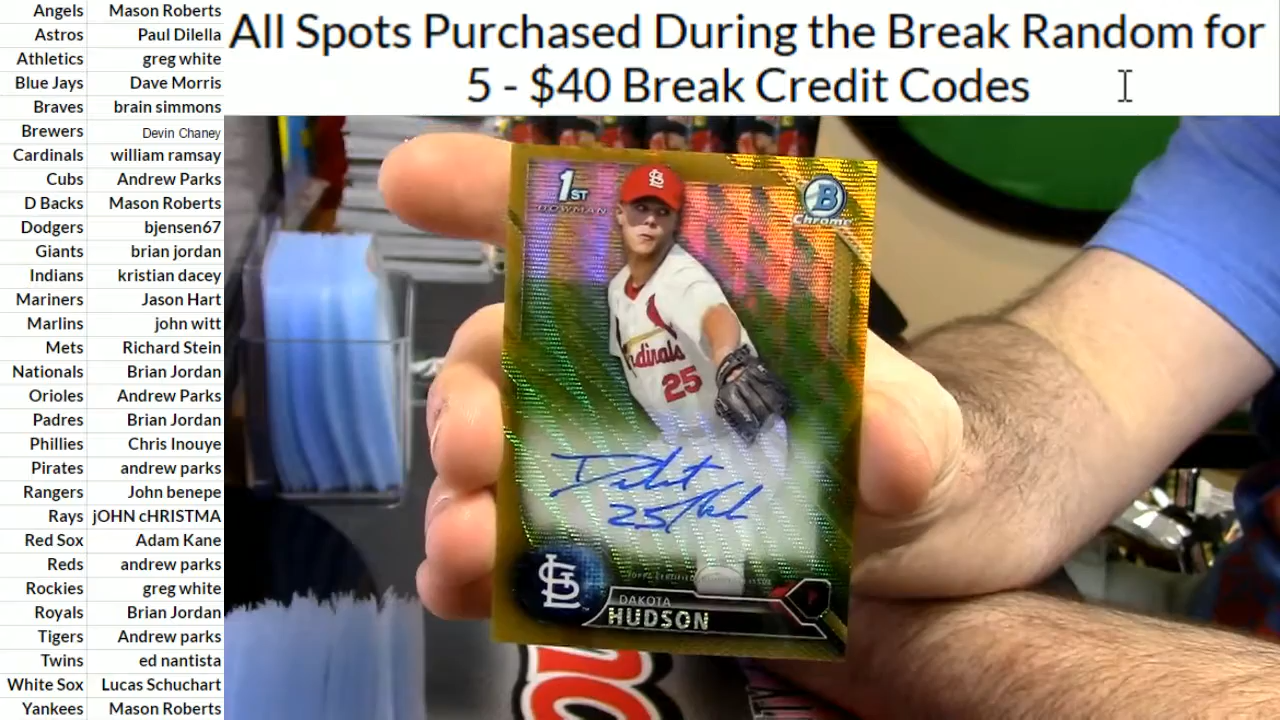 All Spots Purchased During the Break Random for
5 - $40 Break Credit Codes
Angels Mason Roberts
Astros Paul Dilella
Athletics greg white
Blue Jays Dave Morris
Braves brain simmons
Brewers Devin Chaney
Cardinals william ramsay
Cubs Andrew Parks
D Backs Mason Roberts
Dodgers bjensen67
Giants brian jordan
Indians kristian dacey
Mariners Jason Hart
Marlins john witt
Mets Richard Stein
Nationals Brian Jordan
Orioles Andrew Parks
Padres Brian Jordan
Phillies Chris Inouye
Pirates andrew parks
Rangers John benepe
Rays jOHN cHRISTMA
Red Sox Adam Kane
Reds andrew parks
Rockies greg white
Royals Brian Jordan
Tigers Andrew parks
Twins ed nantista
White Sox Lucas Schuchart
Yankees Mason Roberts
1ST
BOWMAN
B
Chrome
Cardinals
25
DAKOTA
HUDSON
P